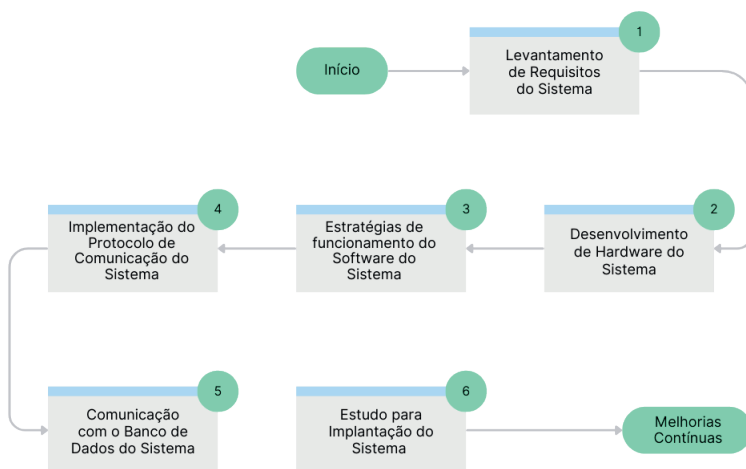 Início
1
Levantamento
de Requisitos
do Sistema
2
Desenvolvimento
de Hardware do
Sistema
3
Estratégias de
funcionamento do
Software do
Sistema
4
Implementação do
Protocolo de
Comunicação do
Sistema
5
Comunicação
com o Banco de
Dados do Sistema
6
Estudo para
Implantação do
Sistema
Melhorias
Contínuas